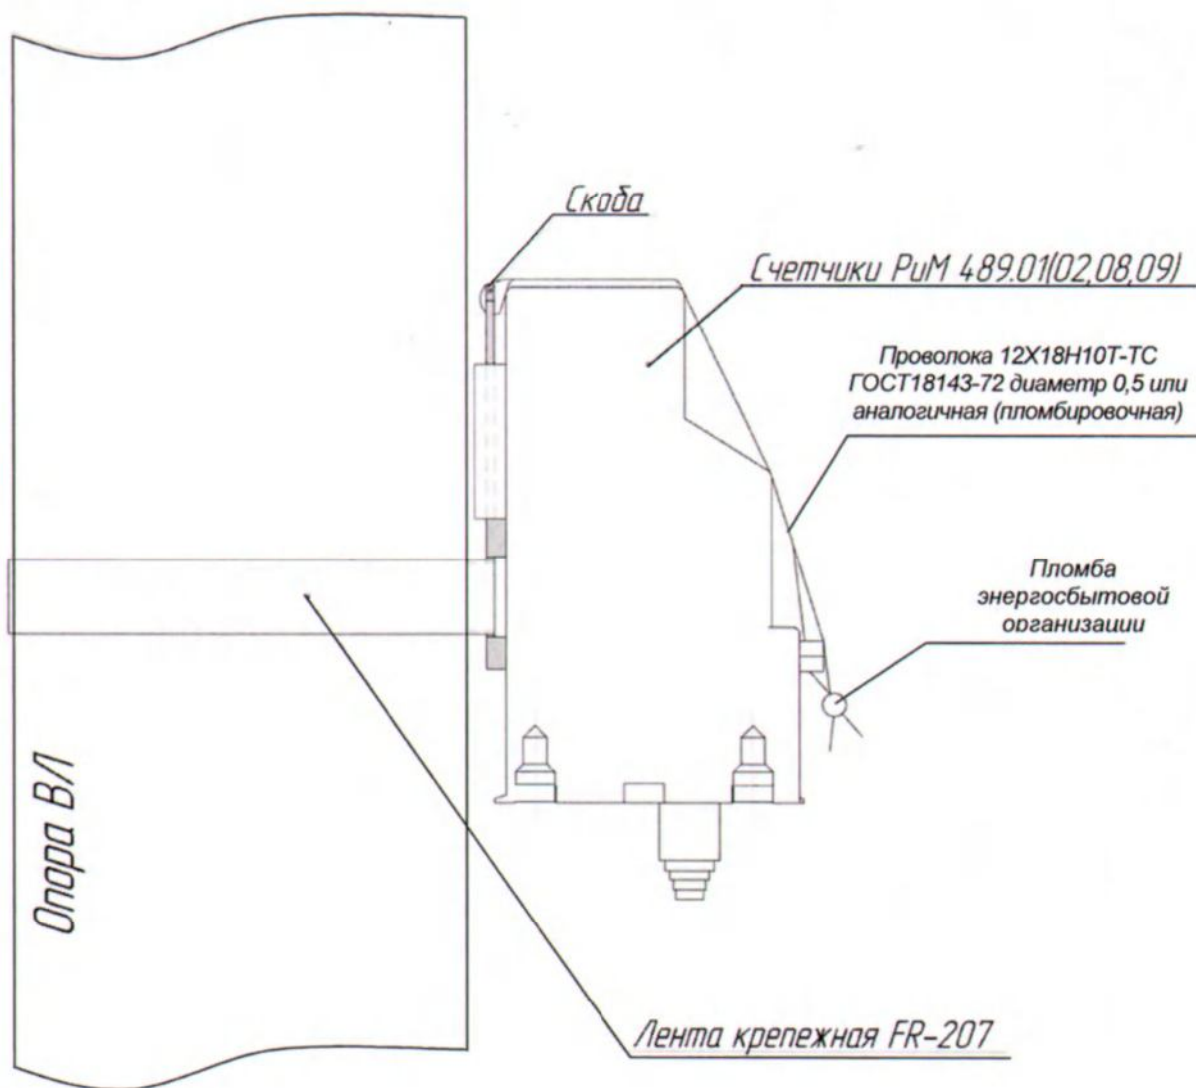 Скоба
Счетчики РиМ 489.01(02,08,09)
Проволока 12Х18Н10Т-ТС
ГОСТ18143-72 диаметр 0,5 или
аналогичная (пломбировочная)
Пломба
энергосбытовой
организации
Опора ВЛ
Лента крепежная FR-207